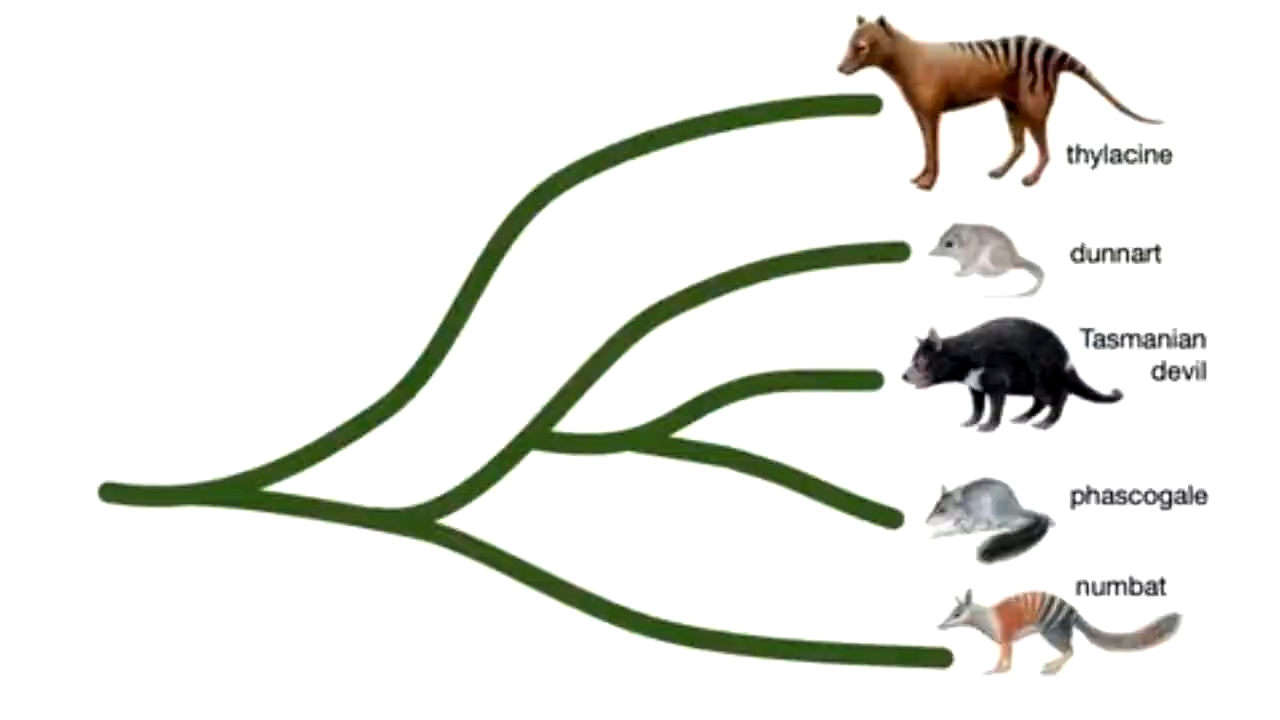 thylacine
dunnart
Tasmanian
devil
phascogale
numbat